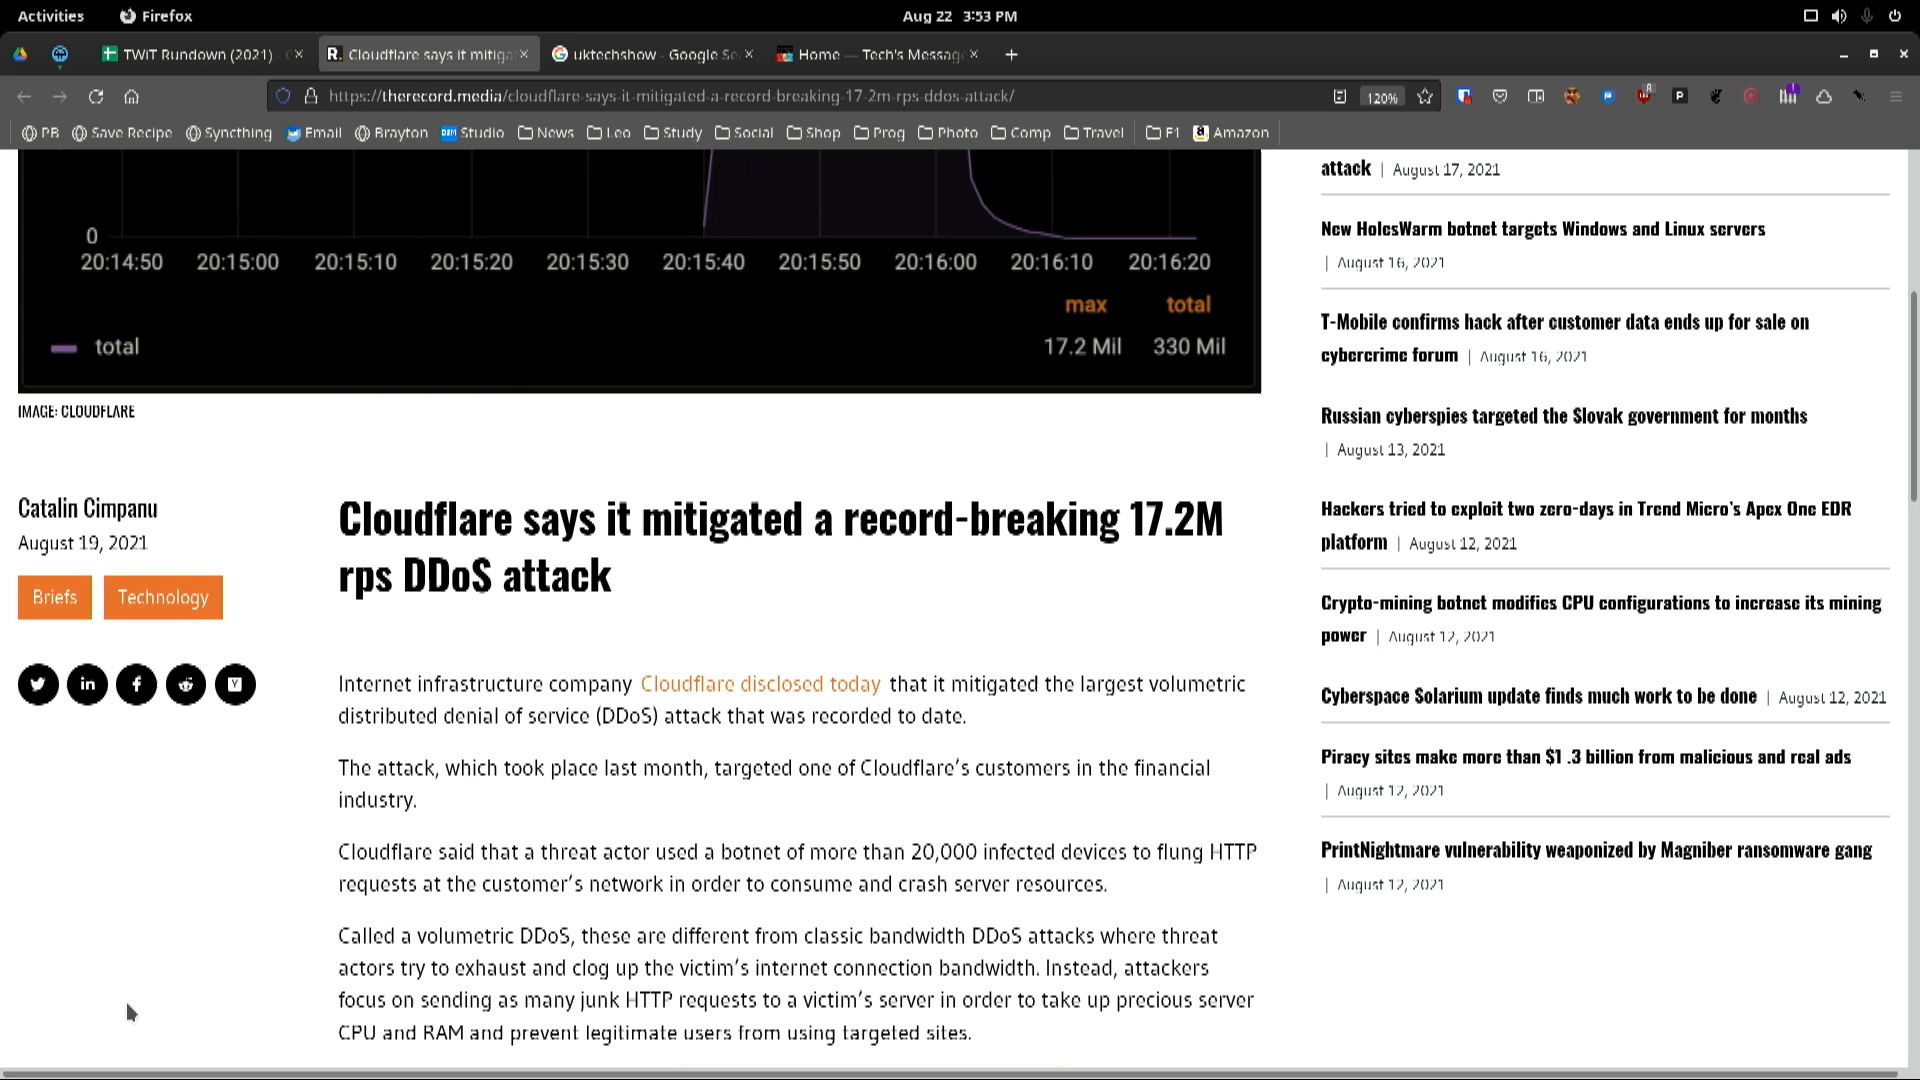 Activities Firefox Aug 22 3:53 PM
TWiT Rundown (2021) Cloudflare says it mitiga uktechshow - Google Se Home — Tech's Messag
https://therecord.media/cloudflare-says-it-mitigated-a-record-breaking-17-2m-rps-ddos-attack/ 120%
PB Save Recipe Syncthing Email Brayton Studio News Leo Study Social Shop Prog Photo Comp Travel F1 Amazon
0
20:14:50 20:15:00 20:15:10 20:15:20 20:15:30 20:15:40 20:15:50 20:16:00 20:16:10 20:16:20
max total
total 17.2 Mil 330 Mil
IMAGE: CLOUDFLARE
Catalin Cimpanu
August 19, 2021
Briefs Technology
Cloudflare says it mitigated a record-breaking 17.2M
rps DDoS attack
Internet infrastructure company Cloudflare disclosed today that it mitigated the largest volumetric
distributed denial of service (DDoS) attack that was recorded to date.
The attack, which took place last month, targeted one of Cloudflare's customers in the financial
industry.
Cloudflare said that a threat actor used a botnet of more than 20,000 infected devices to flung HTTP
requests at the customer's network in order to consume and crash server resources.
Called a volumetric DDoS, these are different from classic bandwidth DDoS attacks where threat
actors try to exhaust and clog up the victim's internet connection bandwidth. Instead, attackers
focus on sending as many junk HTTP requests to a victim's server in order to take up precious server
CPU and RAM and prevent legitimate users from using targeted sites.
attack | August 17, 2021
New HolesWarm botnet targets Windows and Linux servers
| August 16, 2021
T-Mobile confirms hack after customer data ends up for sale on
cybercrime forum | August 16, 2021
Russian cyberspies targeted the Slovak government for months
| August 13, 2021
Hackers tried to exploit two zero-days in Trend Micro's Apex One EDR
platform | August 12, 2021
Crypto-mining botnet modifies CPU configurations to increase its mining
power | August 12, 2021
Cyberspace Solarium update finds much work to be done | August 12, 2021
Piracy sites make more than $1 .3 billion from malicious and real ads
| August 12, 2021
PrintNightmare vulnerability weaponized by Magniber ransomware gang
| August 12, 2021